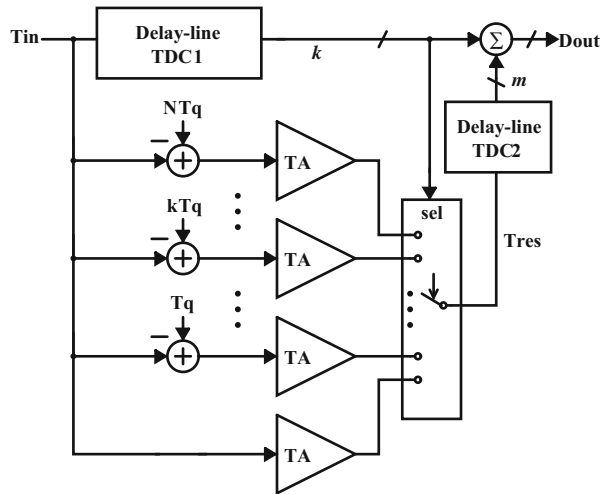 Tin
Delay-line
TDC1
k
Σ
Dout
m
Delay-line
TDC2
NTq
TA
kTq
TA
sel
Tres
Tq
TA
TA